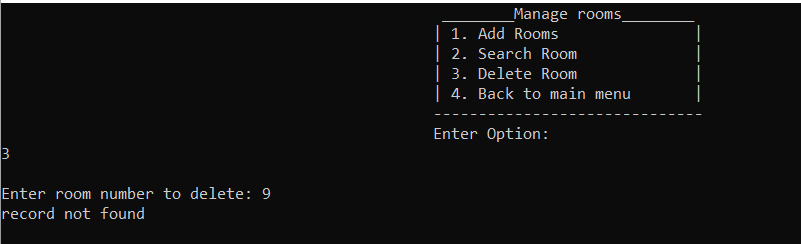 ________Manage rooms________
| 1. Add Rooms |
| 2. Search Room |
| 3. Delete Room |
| 4. Back to main menu |
------------------------------
Enter Option:
3
Enter room number to delete: 9
record not found